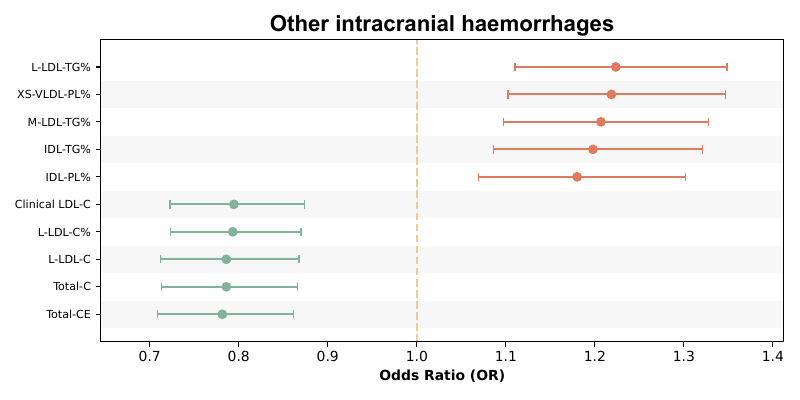 Other intracranial haemorrhages
L-LDL-TG%
XS-VLDL-PL%
M-LDL-TG%
IDL-TG%
IDL-PL%
Clinical LDL-C
L-LDL-C%
L-LDL-C
Total-C
Total-CE
0.7 0.8 0.9 1.0 1.1 1.2 1.3 1.4
Odds Ratio (OR)